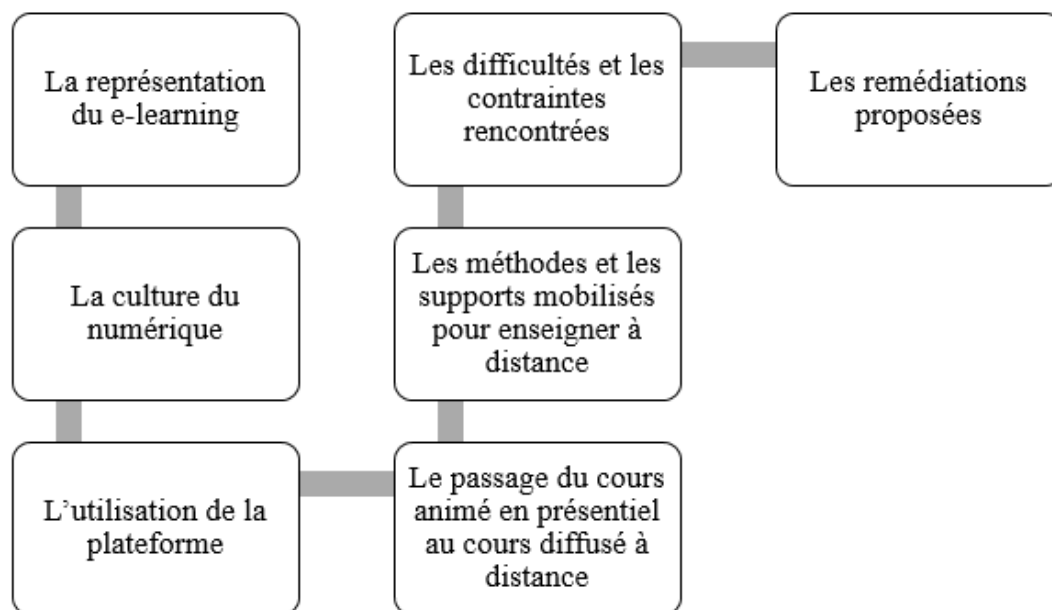 La représentation
du e-learning
La culture du
numérique
L’utilisation de la
plateforme
Le passage du cours
animé en présentiel
au cours diffusé à
distance
Les méthodes et les
supports mobilisés
pour enseigner à
distance
Les difficultés et les
contraintes
rencontrées
Les remédiations
proposées